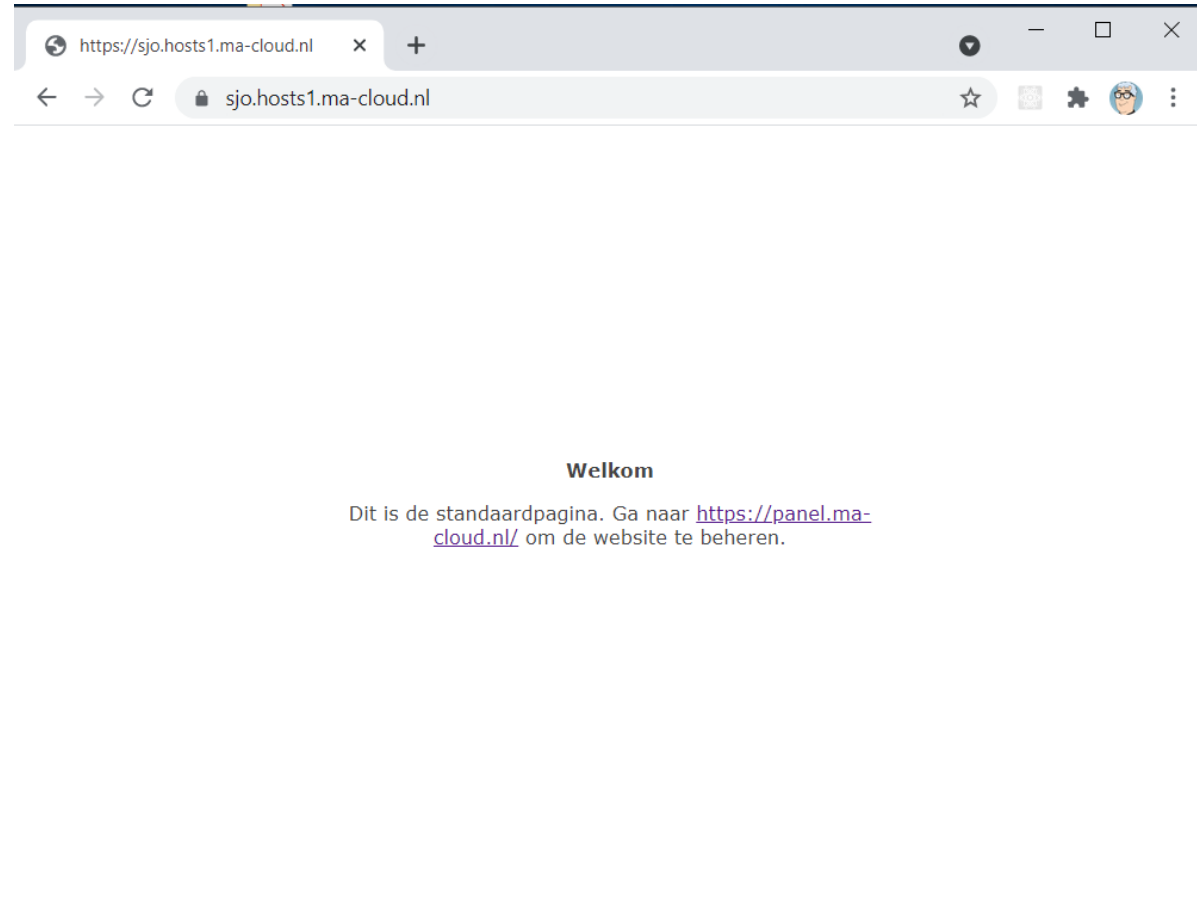 https://sjo.hosts1.ma-cloud.nl
sjo.hosts1.ma-cloud.nl
Welkom
Dit is de standaardpagina. Ga naar https://panel.ma-
cloud.nl/ om de website te beheren.